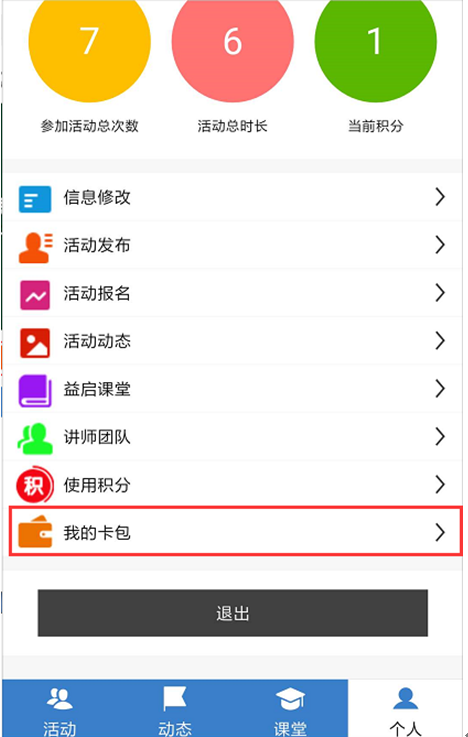 7 6 1
参加活动总次数 活动总时长 当前积分
信息修改
活动发布
活动报名
活动动态
益启课堂
讲师团队
积 使用积分
我的卡包
退出
活动 动态 课堂 个人